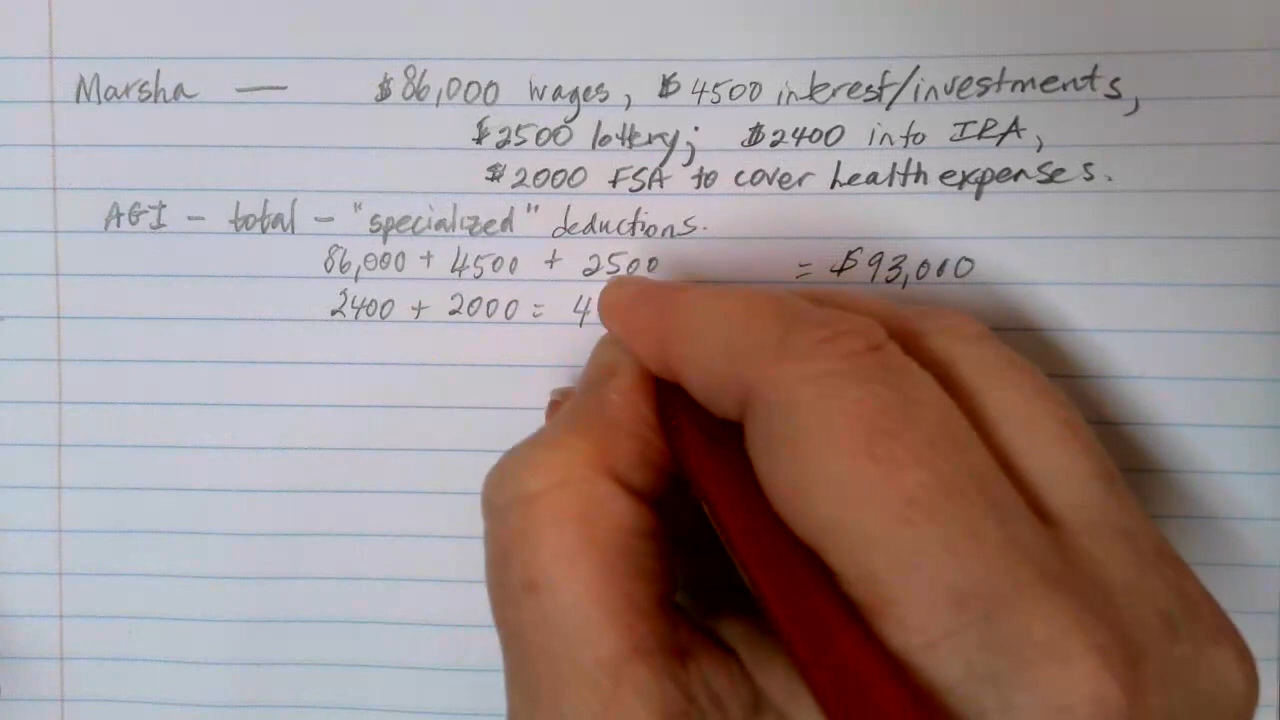 Marsha — $86,000 wages, $4500 interest/investments,
$2500 lottery; $2400 into IRA,
$2000 FSA to cover health expenses.
AGI - total - "specialized" deductions.
86,000 + 4500 + 2500 = $93,000
2400 + 2000 = 4